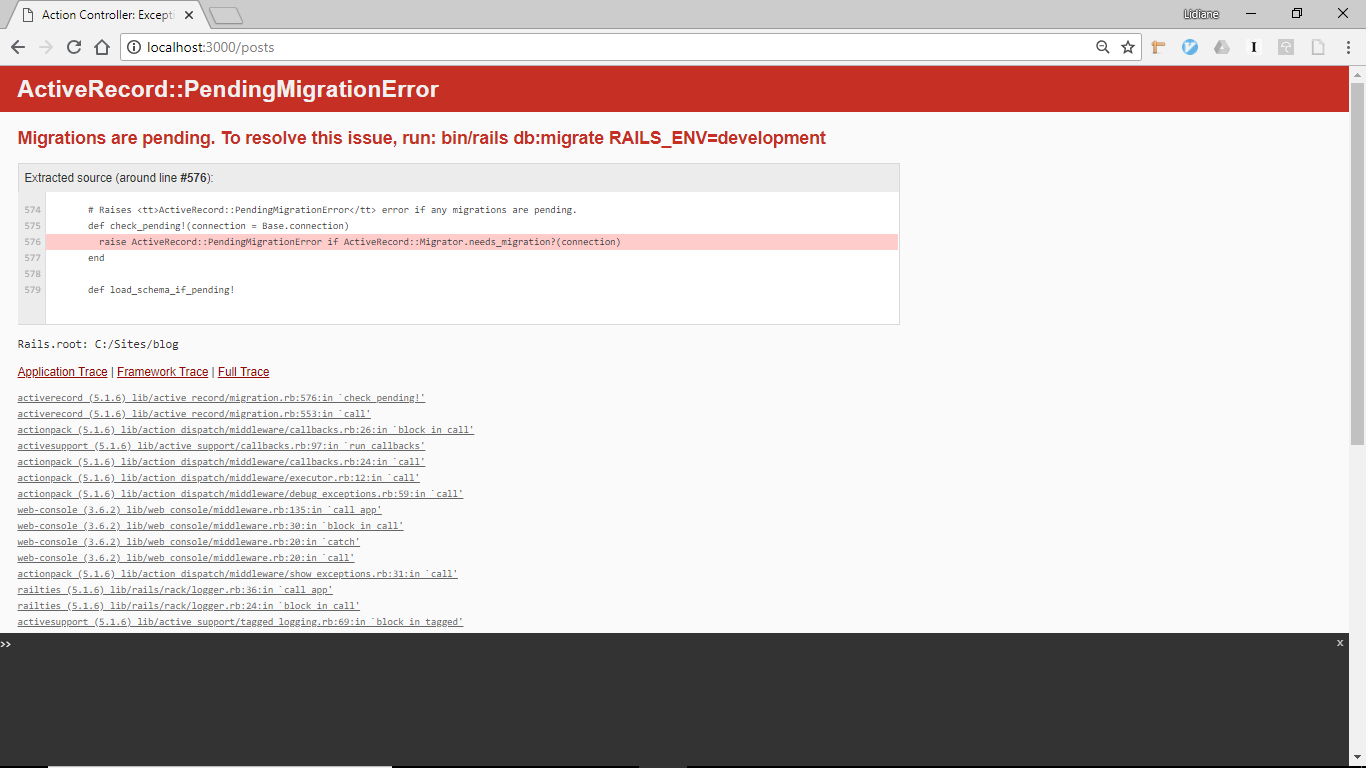 Action Controller: Except
Lidiane
localhost:3000/posts
ActiveRecord::PendingMigrationError
Migrations are pending. To resolve this issue, run: bin/rails db:migrate RAILS_ENV=development
Extracted source (around line #576):
574 # Raises <tt>ActiveRecord::PendingMigrationError</tt> error if any migrations are pending.
575 def check_pending!(connection = Base.connection)
576 raise ActiveRecord::PendingMigrationError if ActiveRecord::Migrator.needs_migration?(connection)
577 end
578
579 def load_schema_if_pending!
Rails.root: C:/Sites/blog
Application Trace | Framework Trace | Full Trace
activerecord (5.1.6) lib/active_record/migration.rb:576:in `check_pending!'
activerecord (5.1.6) lib/active_record/migration.rb:553:in `call'
actionpack (5.1.6) lib/action_dispatch/middleware/callbacks.rb:26:in `block in call'
activesupport (5.1.6) lib/active_support/callbacks.rb:97:in `run_callbacks'
actionpack (5.1.6) lib/action_dispatch/middleware/callbacks.rb:24:in `call'
actionpack (5.1.6) lib/action_dispatch/middleware/executor.rb:12:in `call'
actionpack (5.1.6) lib/action_dispatch/middleware/debug_exceptions.rb:59:in `call'
web-console (3.6.2) lib/web_console/middleware.rb:135:in `call_app'
web-console (3.6.2) lib/web_console/middleware.rb:30:in `block in call'
web-console (3.6.2) lib/web_console/middleware.rb:20:in `catch'
web-console (3.6.2) lib/web_console/middleware.rb:20:in `call'
actionpack (5.1.6) lib/action_dispatch/middleware/show_exceptions.rb:31:in `call'
railties (5.1.6) lib/rails/rack/logger.rb:36:in `call_app'
railties (5.1.6) lib/rails/rack/logger.rb:24:in `block in call'
activesupport (5.1.6) lib/active_support/tagged_logging.rb:69:in `block in tagged'
>>
x